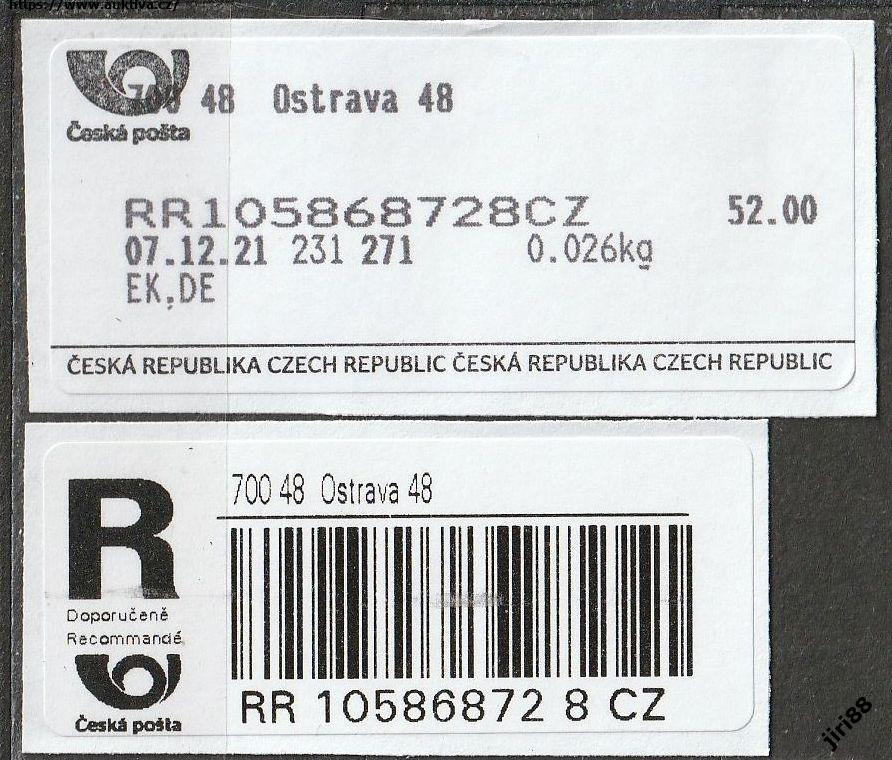 https://www.auktiva.cz/
700 48 Ostrava 48
Česká pošta
RR105868728CZ 52.00
07.12.21 231 271 0.026kg
EK,DE
ČESKÁ REPUBLIKA CZECH REPUBLIC ČESKÁ REPUBLIKA CZECH REPUBLIC
R
700 48 Ostrava 48
Doporučeně
Recommandé
Česká pošta
RR 10586872 8 CZ
jiri88